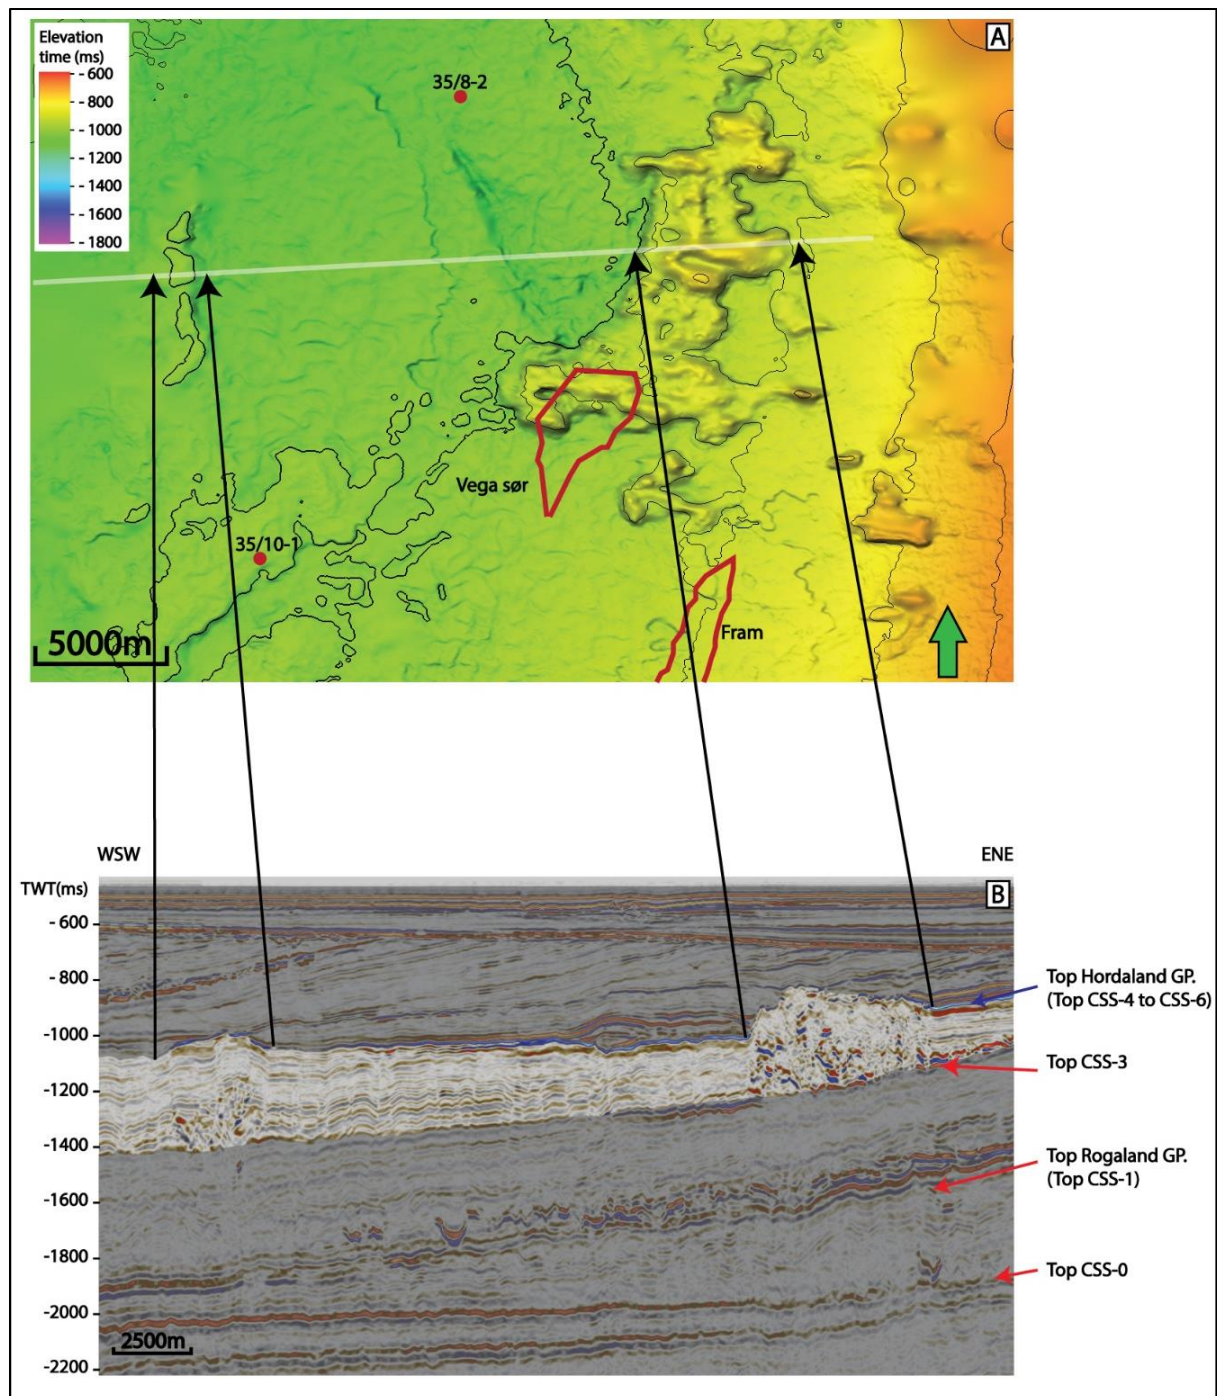 Elevation
time (ms)
- 600
- 800
- 1000
- 1200
- 1400
- 1600
- 1800
A
35/8-2
Vega sør
35/10-1
Fram
5000m
WSW
ENE
TWT(ms)
B
- 600
- 800
-1000
-1200
-1400
-1600
-1800
-2000
-2200
Top Hordaland GP.
(Top CSS-4 to CSS-6)
Top CSS-3
Top Rogaland GP.
(Top CSS-1)
Top CSS-0
2500m